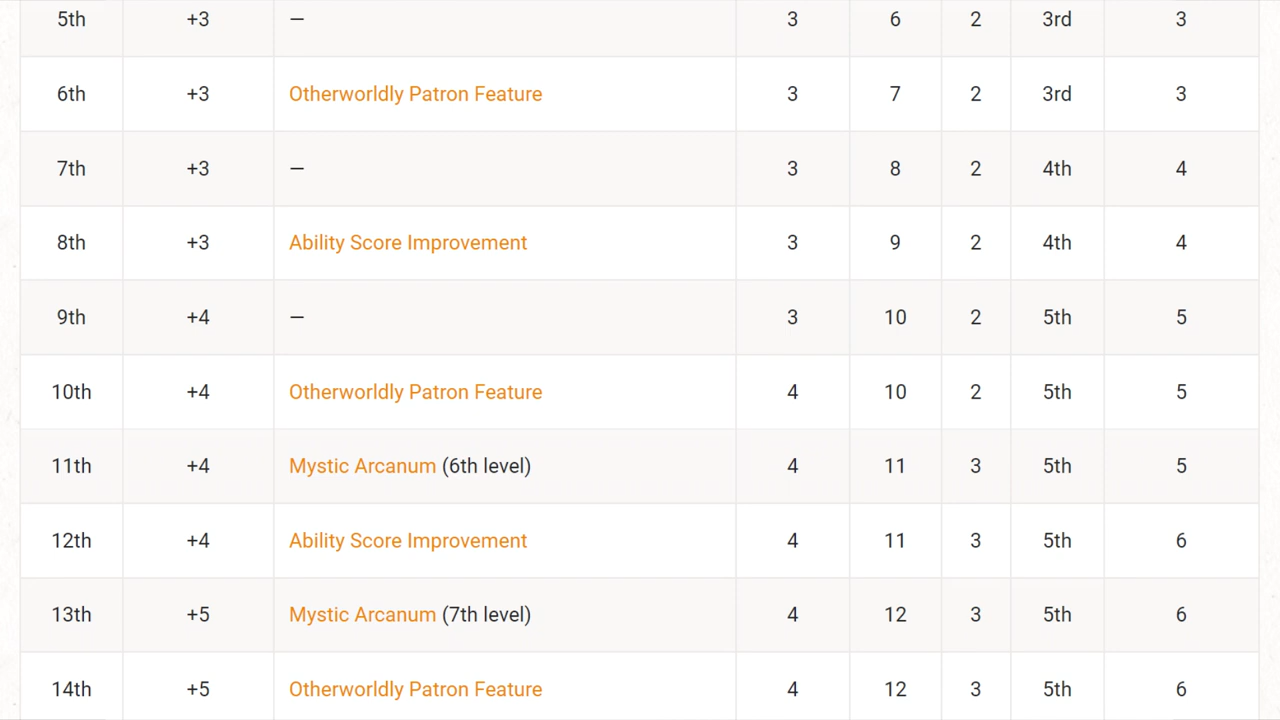 5th +3 – 3 6 2 3rd 3
6th +3 Otherworldly Patron Feature 3 7 2 3rd 3
7th +3 – 3 8 2 4th 4
8th +3 Ability Score Improvement 3 9 2 4th 4
9th +4 – 3 10 2 5th 5
10th +4 Otherworldly Patron Feature 4 10 2 5th 5
11th +4 Mystic Arcanum (6th level) 4 11 3 5th 5
12th +4 Ability Score Improvement 4 11 3 5th 6
13th +5 Mystic Arcanum (7th level) 4 12 3 5th 6
14th +5 Otherworldly Patron Feature 4 12 3 5th 6